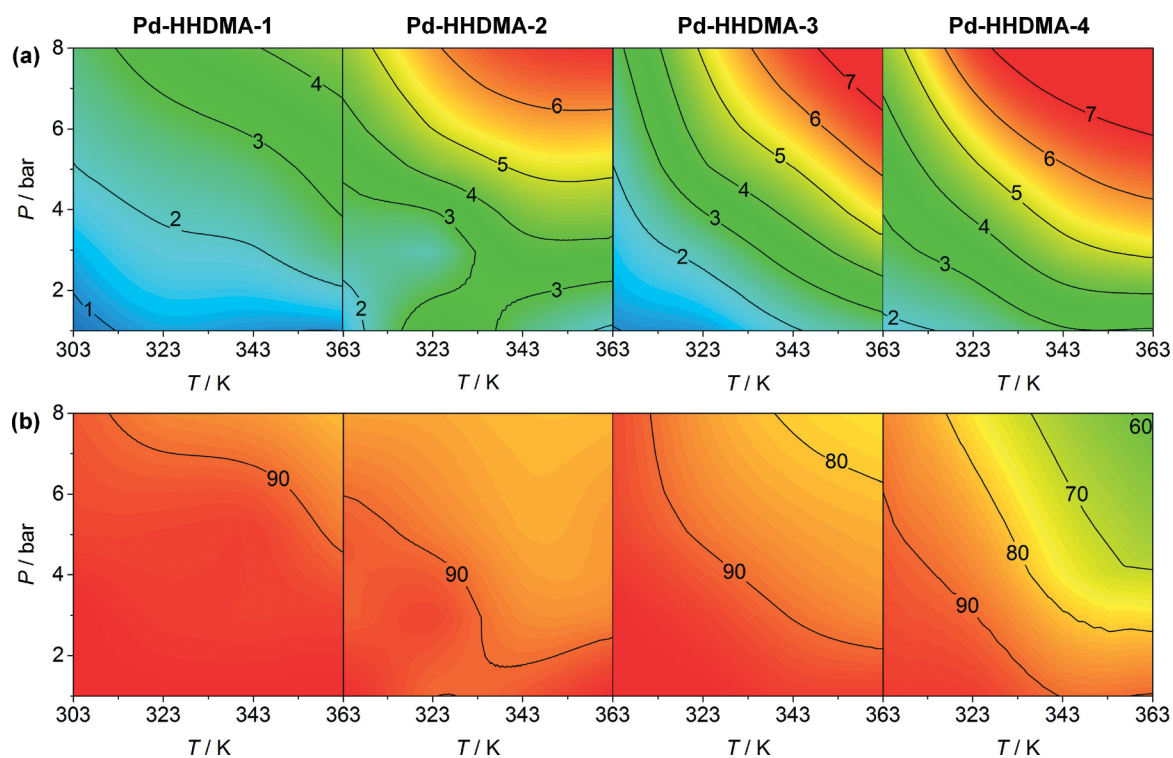 Pd-HHDMA-1 Pd-HHDMA-2 Pd-HHDMA-3 Pd-HHDMA-4
(a)
P / bar
8
6
4
2
1 2 3 4
2 3 3 4 5 6
2 3 4 5 6 7
2 3 4 5 6 7
303 323 343 363 323 343 363 323 343 363 323 343 363
T / K T / K T / K T / K
(b)
P / bar
8
6
4
2
90
90
80 90
60 70 80 90
303 323 343 363 323 343 363 323 343 363 323 343 363
T / K T / K T / K T / K